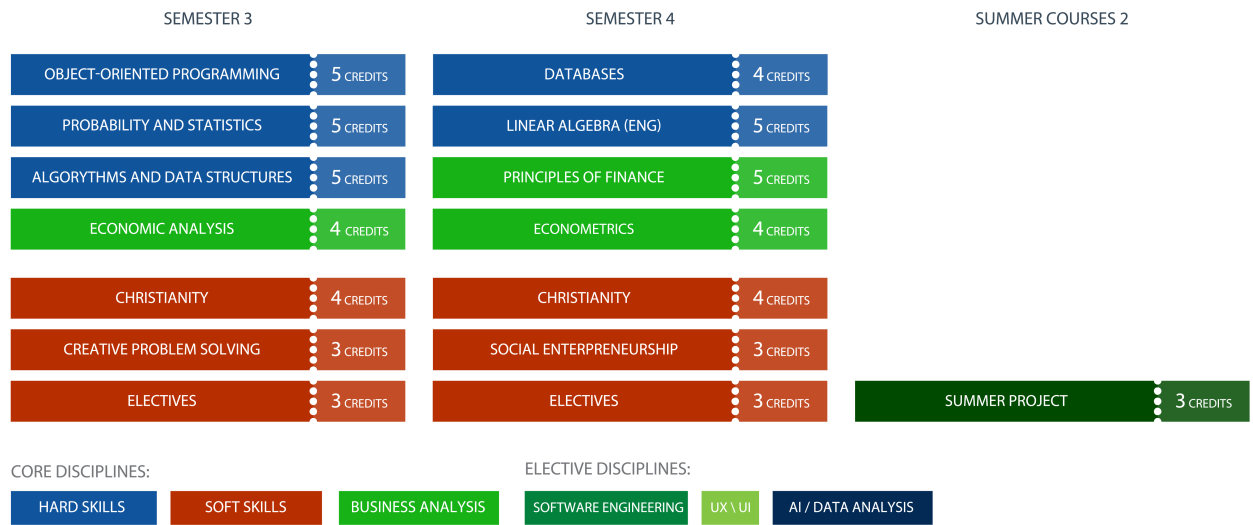 SEMESTER 3
SEMESTER 4
SUMMER COURSES 2
OBJECT-ORIENTED PROGRAMMING 5 CREDITS
DATABASES 4 CREDITS
PROBABILITY AND STATISTICS 5 CREDITS
LINEAR ALGEBRA (ENG) 5 CREDITS
ALGORYTHMS AND DATA STRUCTURES 5 CREDITS
PRINCIPLES OF FINANCE 5 CREDITS
ECONOMIC ANALYSIS 4 CREDITS
ECONOMETRICS 4 CREDITS
CHRISTIANITY 4 CREDITS
CHRISTIANITY 4 CREDITS
CREATIVE PROBLEM SOLVING 3 CREDITS
SOCIAL ENTERPRENEURSHIP 3 CREDITS
ELECTIVES 3 CREDITS
ELECTIVES 3 CREDITS
SUMMER PROJECT 3 CREDITS
CORE DISCIPLINES:
HARD SKILLS
SOFT SKILLS
BUSINESS ANALYSIS
ELECTIVE DISCIPLINES:
SOFTWARE ENGINEERING
UX \ UI
AI / DATA ANALYSIS